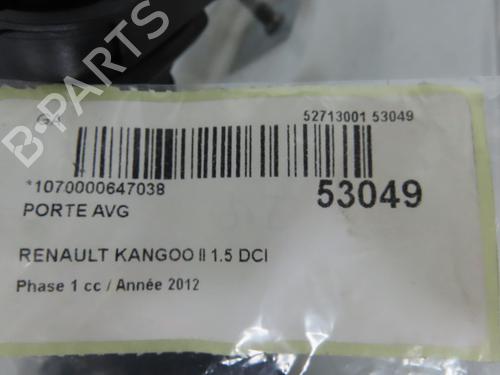 B-PARTS
52713001 53049
*1070000647038
53049
PORTE AVG
RENAULT KANGOO II 1.5 DCI
Phase 1 cc / Année 2012